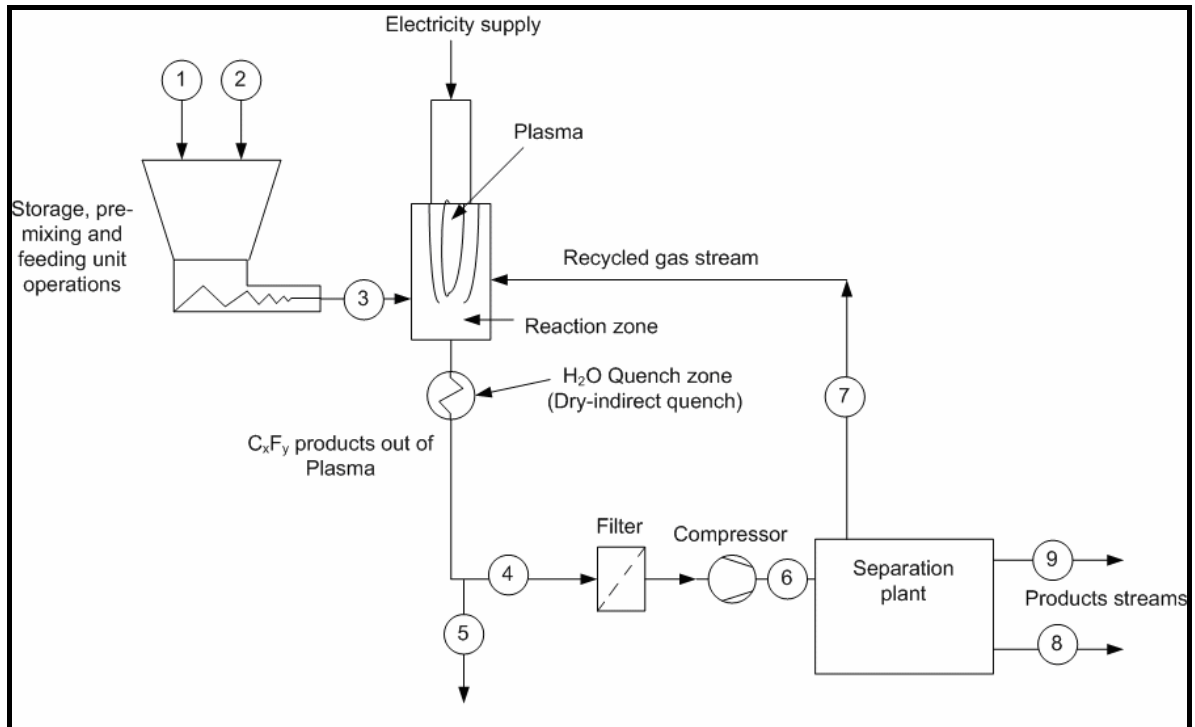 Electricity supply
1
2
Plasma
Storage, pre-
mixing and
feeding unit
operations
3
Recycled gas stream
Reaction zone
H₂O Quench zone
(Dry-indirect quench)
7
CₓFᵧ products out of
Plasma
Filter
Compressor
4
6
Separation
plant
9
Products streams
5
8